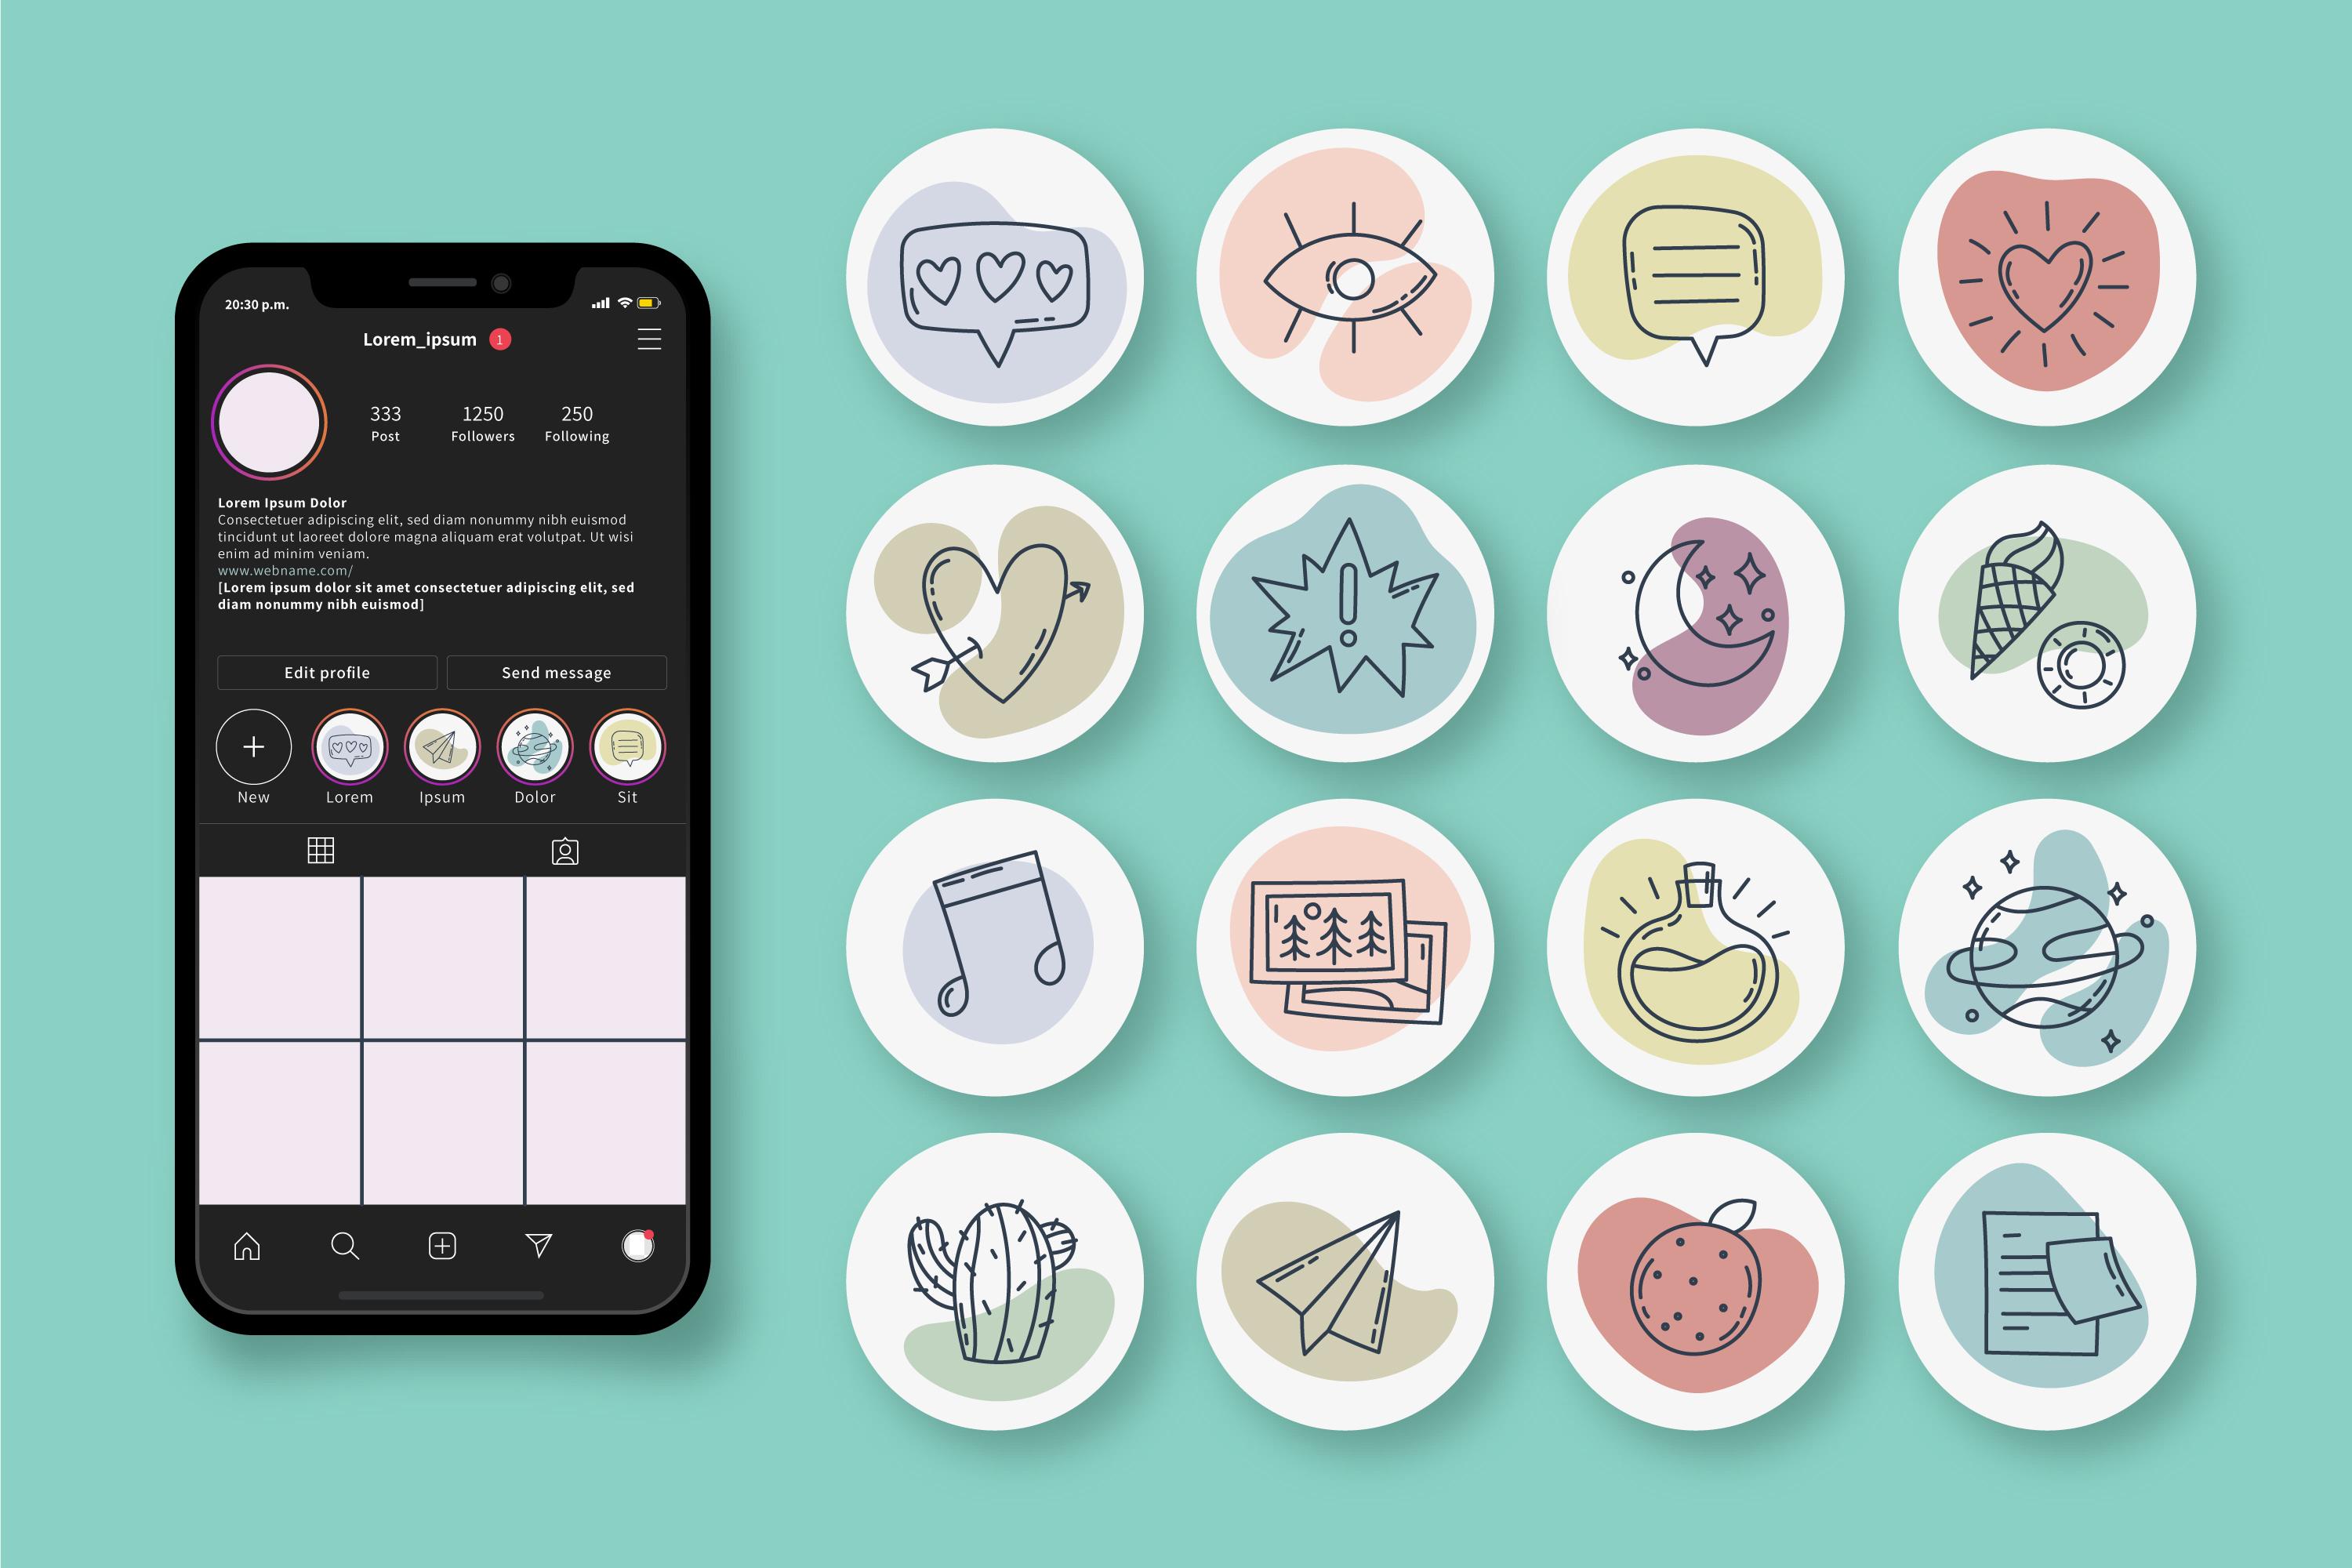 20:30 p.m.
Lorem_ipsum 1
333 1250 250
Post Followers Following
Lorem Ipsum Dolor
Consectetuer adipiscing elit, sed diam nonummy nibh euismod
tincidunt ut laoreet dolore magna aliquam erat volutpat. Ut wisi
enim ad minim veniam.
www.webname.com/
[Lorem ipsum dolor sit amet consectetuer adipiscing elit, sed
diam nonummy nibh euismod]
Edit profile Send message
New Lorem Ipsum Dolor Sit